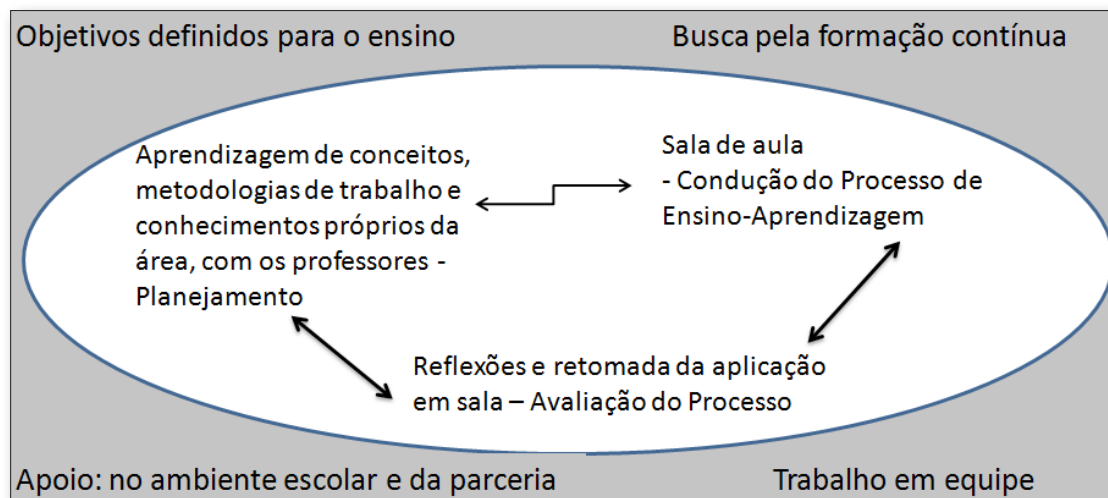 Objetivos definidos para o ensino
Busca pela formação contínua
Aprendizagem de conceitos,
metodologias de trabalho e
conhecimentos próprios da
área, com os professores -
Planejamento
Sala de aula
- Condução do Processo de
Ensino-Aprendizagem
Reflexões e retomada da aplicação
em sala – Avaliação do Processo
Apoio: no ambiente escolar e da parceria
Trabalho em equipe